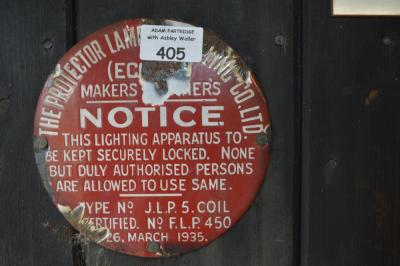 ADAM PARTRIDGE
with Ashley Waller
405
THE PROTECTOR LAMP CO. LTD
(EC
MAKERS
NOTICE
THIS LIGHTING APPARATUS TO
BE KEPT SECURELY LOCKED. NONE
BUT DULY AUTHORISED PERSONS
ARE ALLOWED TO USE SAME.
TYPE NO J.L.P. 5. COIL
CERTIFIED. NO F.L.P. 450
26, MARCH 1935.